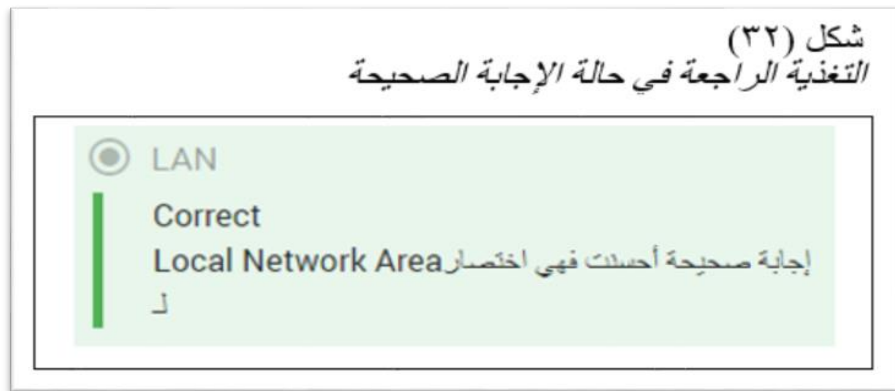 شكل (٣٢)
التغذية الراجعة في حالة الإجابة الصحيحة
LAN
Correct
إجابة صحيحة أحسنت فهي اختصار Local Network Area
لـ